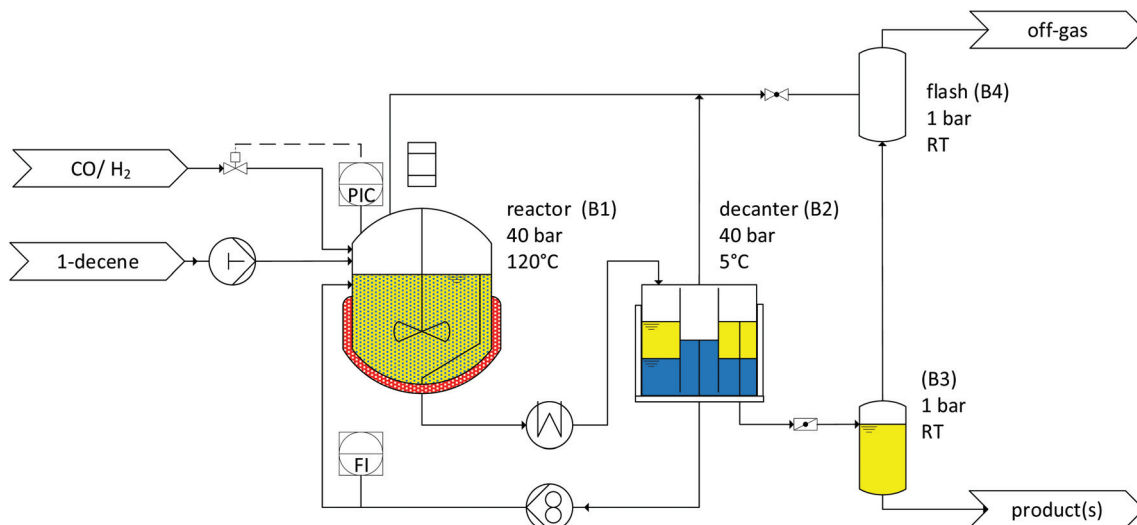 off-gas
flash (B4)
1 bar
RT
CO/ H₂
PIC
reactor (B1)
40 bar
120°C
decanter (B2)
40 bar
5°C
1-decene
(B3)
1 bar
RT
FI
product(s)